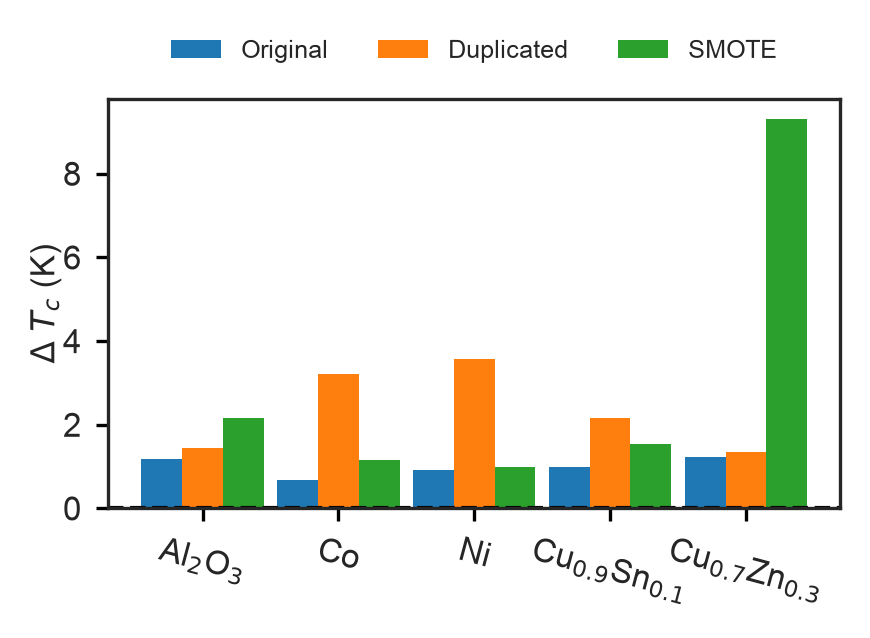 Original Duplicated SMOTE
8
6
4
2
0
Δ T_c (K)
Al₂O₃ Co Ni Cu₀.₉Sn₀.₁ Cu₀.₇Zn₀.₃